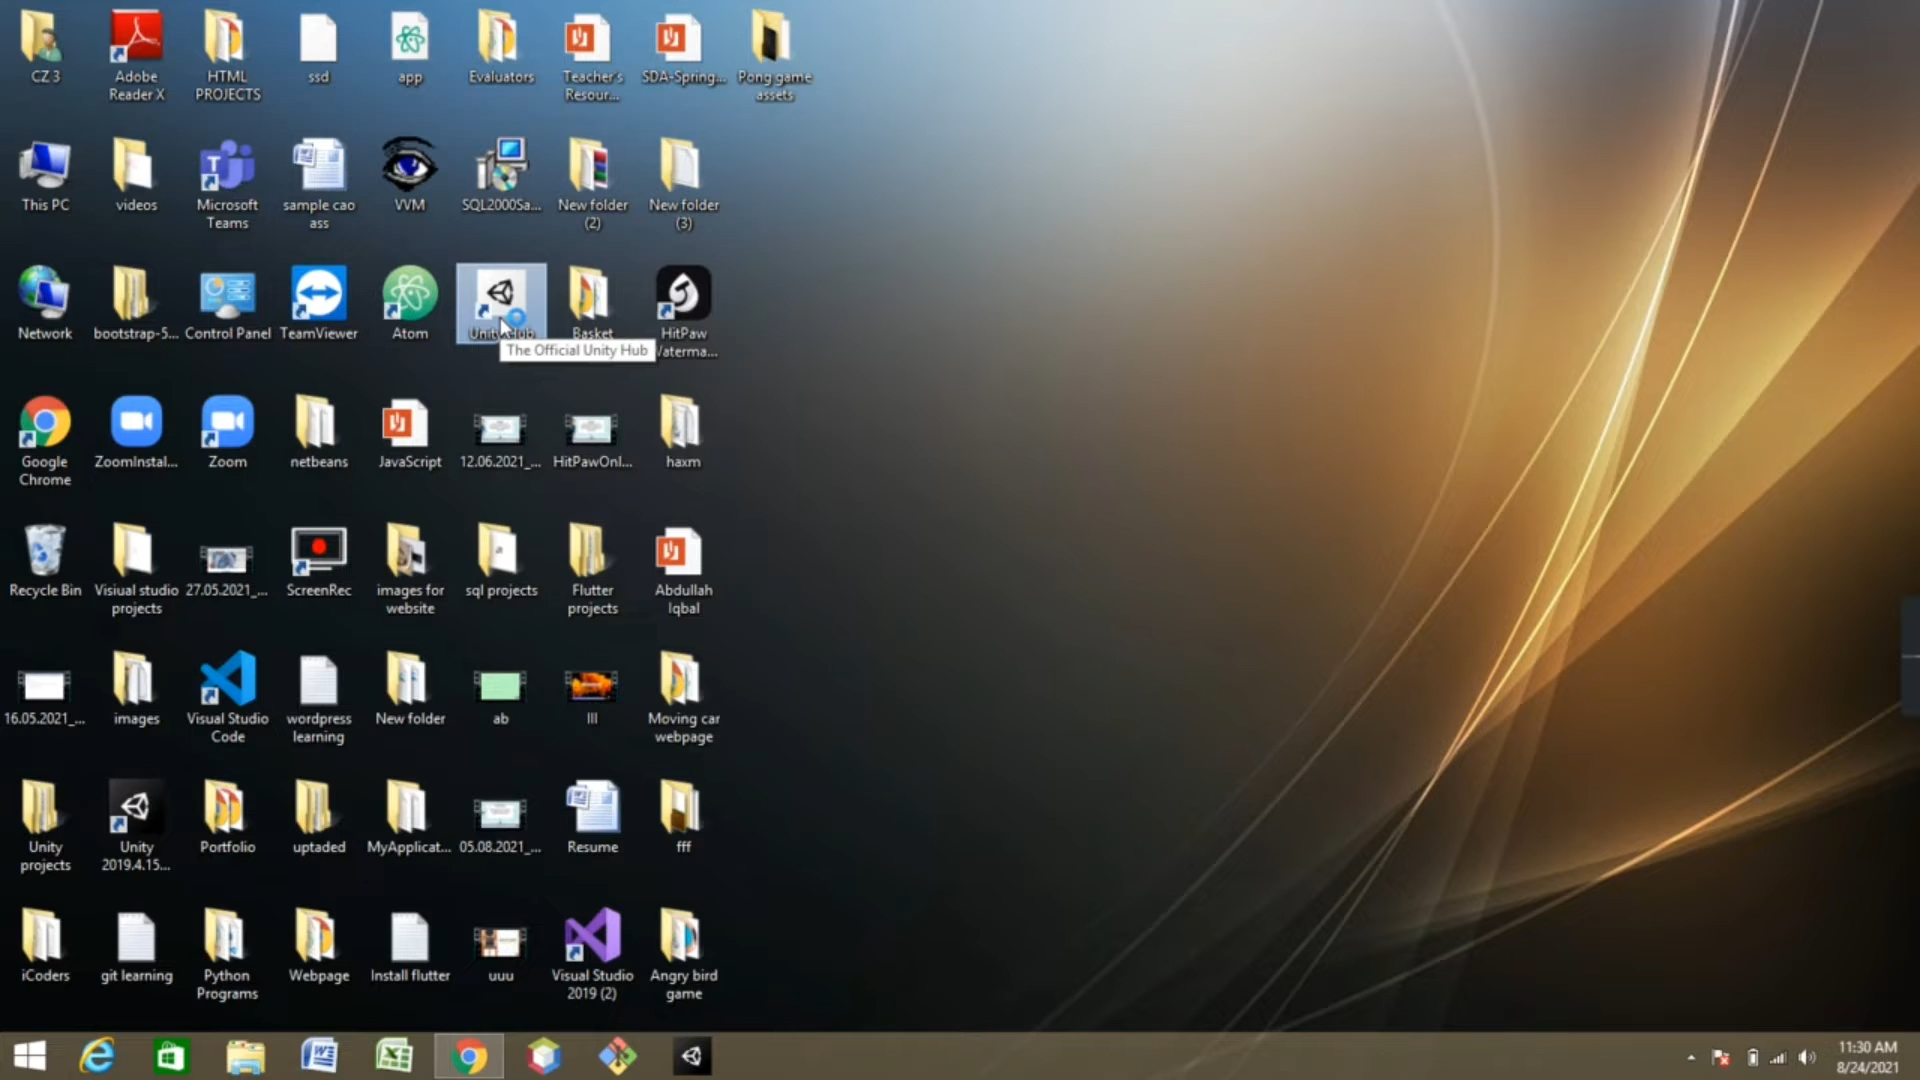 CZ 3
Adobe
Reader X
HTML
PROJECTS
ssd
app
Evaluators
Teacher's
Resour...
SDA-Spring...
Pong game
assets
This PC
videos
Microsoft
Teams
sample cao
ass
VVM
SQL2000Sa...
New folder
(2)
New folder
(3)
Network
bootstrap-5...
Control Panel
TeamViewer
Atom
Unity Hub
Basket
HitPaw
Waterma...
The Official Unity Hub
Google
Chrome
ZoomInstal...
Zoom
netbeans
JavaScript
12.06.2021_...
HitPawOnl...
haxm
Recycle Bin
Visiual studio
projects
27.05.2021_...
ScreenRec
images for
website
sql projects
Flutter
projects
Abdullah
Iqbal
16.05.2021_...
images
Visual Studio
Code
wordpress
learning
New folder
ab
lll
Moving car
webpage
Unity
projects
Unity
2019.4.15...
Portfolio
uptaded
MyApplicat...
05.08.2021_...
Resume
fff
iCoders
git learning
Python
Programs
Webpage
Install flutter
uuu
Visual Studio
2019 (2)
Angry bird
game
11:30 AM
8/24/2021